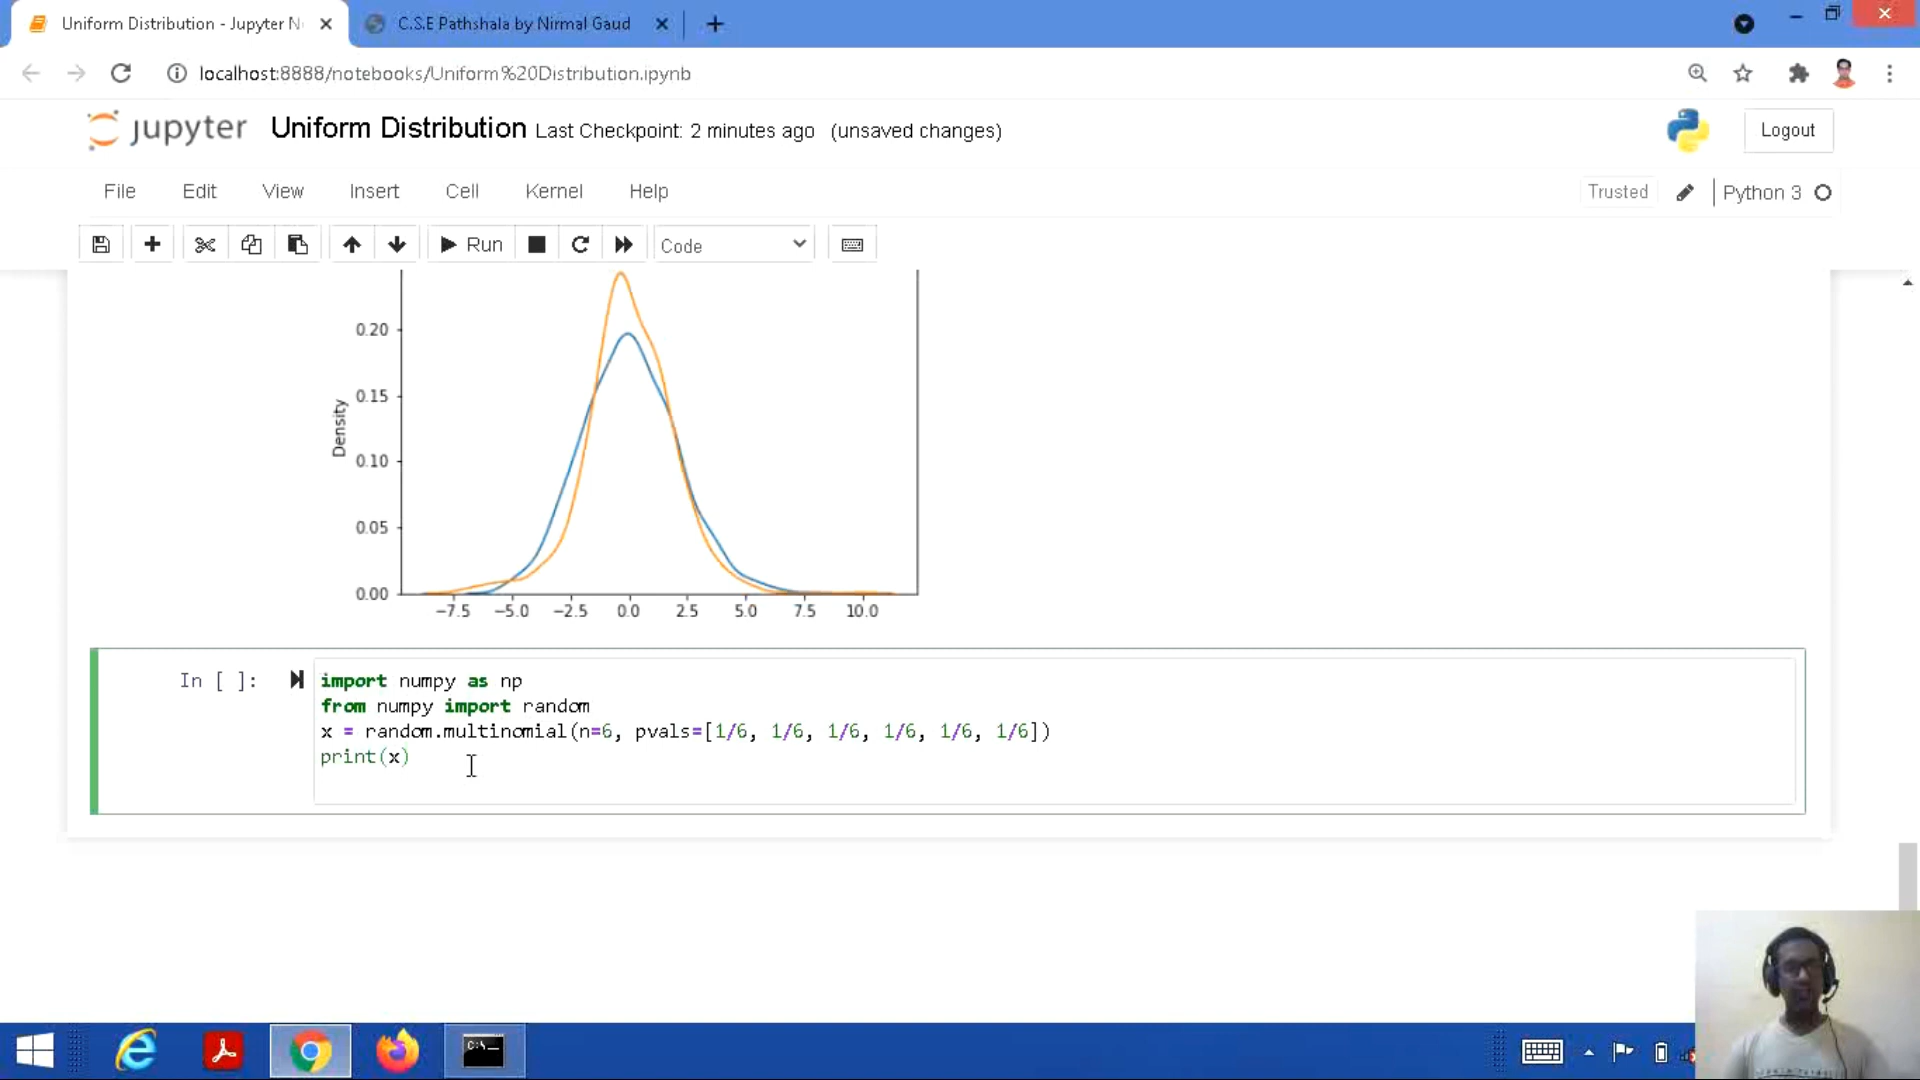 Uniform Distribution - Jupyter N
C.S.E Pathshala by Nirmal Gaud
localhost:8888/notebooks/Uniform%20Distribution.ipynb
jupyter Uniform Distribution Last Checkpoint: 2 minutes ago (unsaved changes)
Logout
File Edit View Insert Cell Kernel Help
Trusted Python 3
Run Code
0.20
0.15
0.10
0.05
0.00
Density
−7.5 −5.0 −2.5 0.0 2.5 5.0 7.5 10.0
In [ ]: import numpy as np
from numpy import random
x = random.multinomial(n=6, pvals=[1/6, 1/6, 1/6, 1/6, 1/6, 1/6])
print(x)